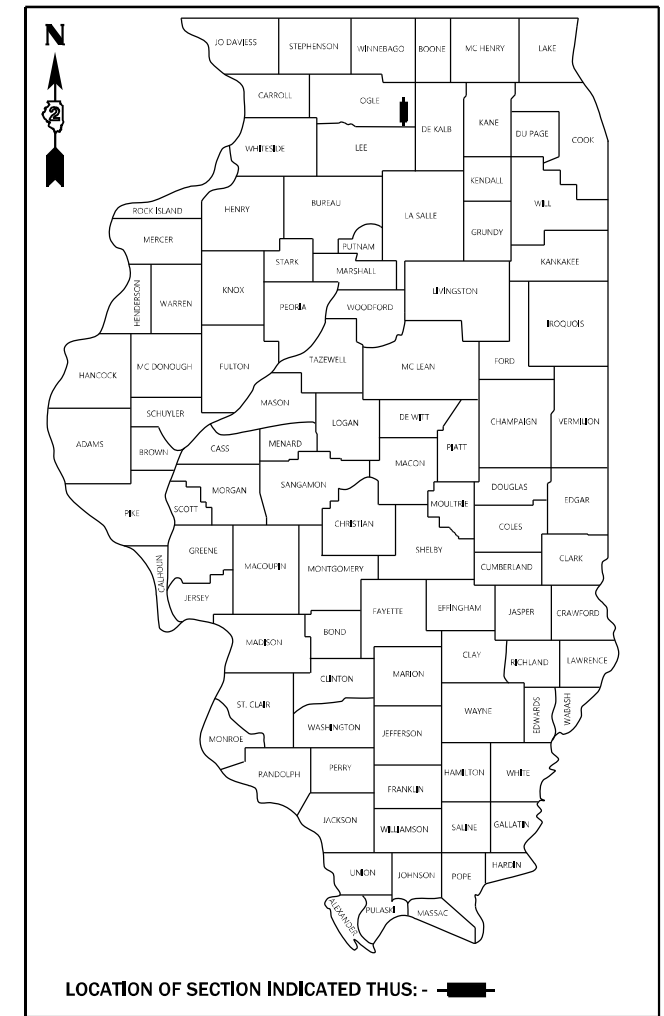 N
2
JO DAVIESS STEPHENSON WINNEBAGO BOONE MC HENRY LAKE
CARROLL OGLE DE KALB KANE DU PAGE COOK
WHITESIDE LEE
KENDALL
ROCK ISLAND HENRY BUREAU LA SALLE WILL
MERCER PUTNAM GRUNDY
STARK MARSHALL KANKAKEE
HENDERSON WARREN KNOX PEORIA WOODFORD LIVINGSTON
IROQUOIS
HANCOCK MC DONOUGH FULTON TAZEWELL MC LEAN FORD
MASON
SCHUYLER LOGAN DE WITT CHAMPAIGN VERMILION
ADAMS BROWN CASS MENARD PIATT
MACON
MORGAN SANGAMON DOUGLAS
PIKE SCOTT CHRISTIAN MOULTRIE COLES EDGAR
GREENE SHELBY
CALHOUN MACOUPIN MONTGOMERY CUMBERLAND CLARK
JERSEY FAYETTE EFFINGHAM JASPER CRAWFORD
BOND
MADISON CLAY RICHLAND LAWRENCE
CLINTON MARION
ST. CLAIR WAYNE EDWARDS WABASH
WASHINGTON JEFFERSON
MONROE
RANDOLPH PERRY HAMILTON WHITE
FRANKLIN
JACKSON WILLIAMSON SALINE GALLATIN
HARDIN
UNION JOHNSON POPE
ALEXANDER PULASKI MASSAC
LOCATION OF SECTION INDICATED THUS: -